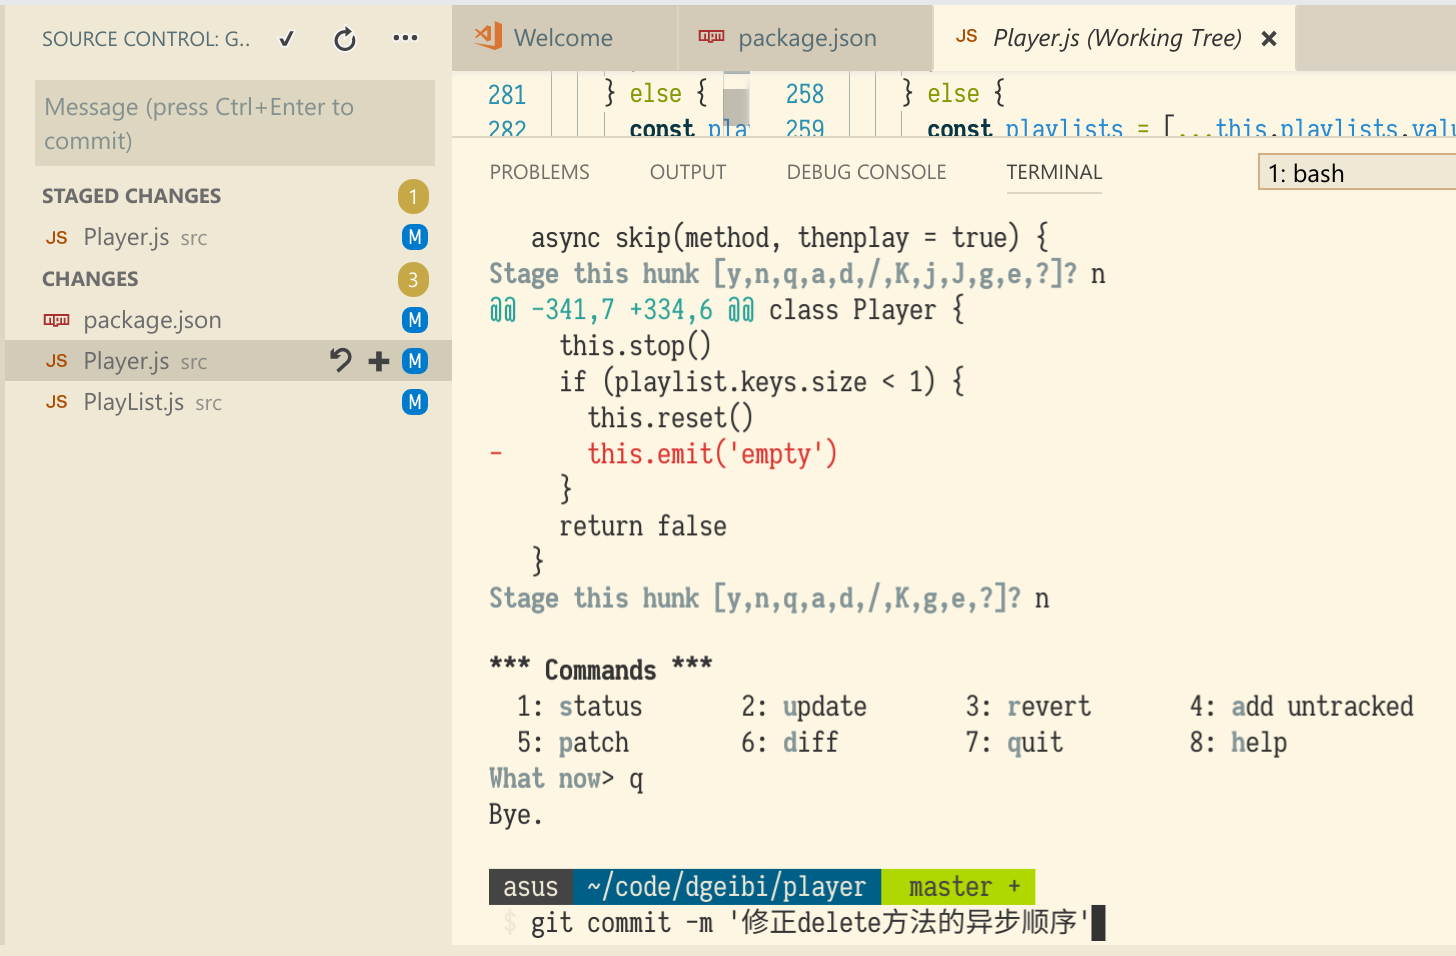 SOURCE CONTROL: G..
Message (press Ctrl+Enter to
commit)
STAGED CHANGES 1
JS Player.js src M
CHANGES 3
npm package.json M
JS Player.js src M
JS PlayList.js src M
Welcome npm package.json JS Player.js (Working Tree)
281 } else { 258 } else {
282 const pla 259 const playlists = [...this.playlists.valu
PROBLEMS OUTPUT DEBUG CONSOLE TERMINAL 1: bash
async skip(method, thenplay = true) {
Stage this hunk [y,n,q,a,d,/,K,j,J,g,e,?]? n
@@ -341,7 +334,6 @@ class Player {
this.stop()
if (playlist.keys.size < 1) {
this.reset()
- this.emit('empty')
}
return false
}
Stage this hunk [y,n,q,a,d,/,K,g,e,?]? n
*** Commands ***
1: status 2: update 3: revert 4: add untracked
5: patch 6: diff 7: quit 8: help
What now> q
Bye.
asus ~/code/dgeibi/player master +
$ git commit -m '修正delete方法的异步顺序'